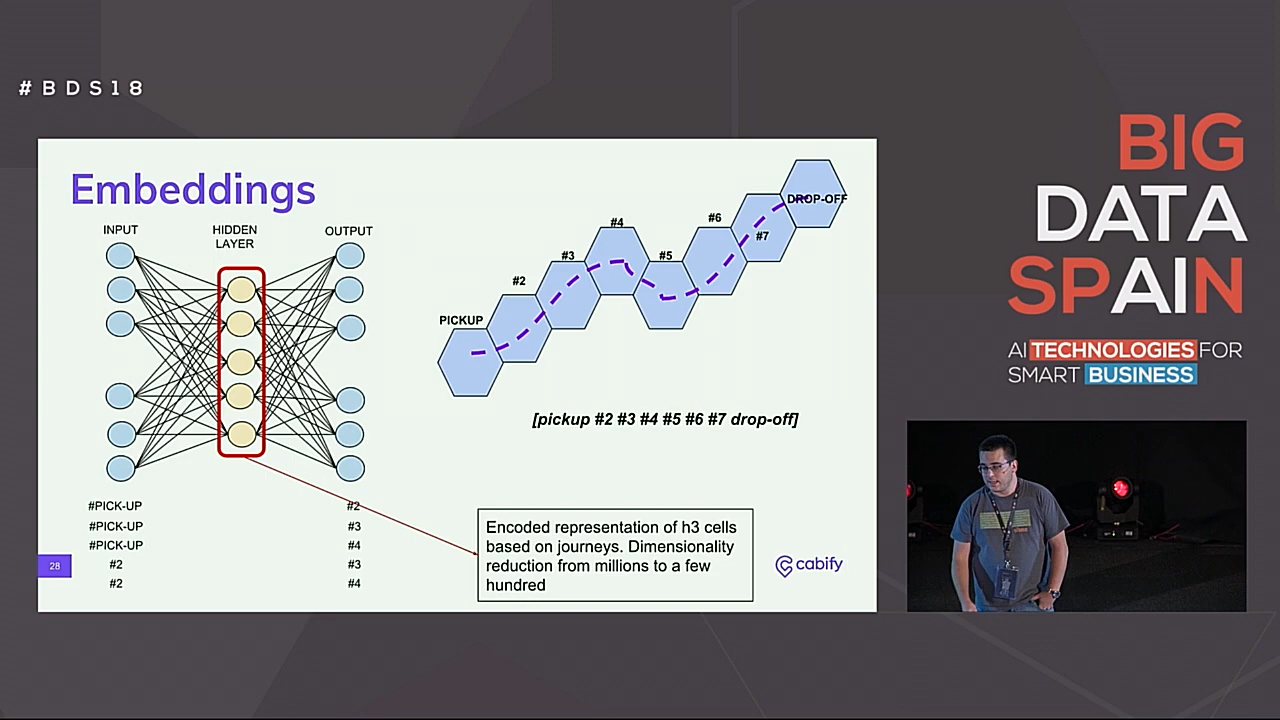 #BDS18
Embeddings
INPUT
HIDDEN
LAYER
OUTPUT
PICKUP
#2
#3
#4
#5
#6
#7
DROP-OFF
[pickup #2 #3 #4 #5 #6 #7 drop-off]
#PICK-UP #2
#PICK-UP #3
#PICK-UP #4
#2 #3
#2 #4
Encoded representation of h3 cells
based on journeys. Dimensionality
reduction from millions to a few
hundred
28
cabify
BIG
DATA
SPAIN
AI TECHNOLOGIES FOR
SMART BUSINESS